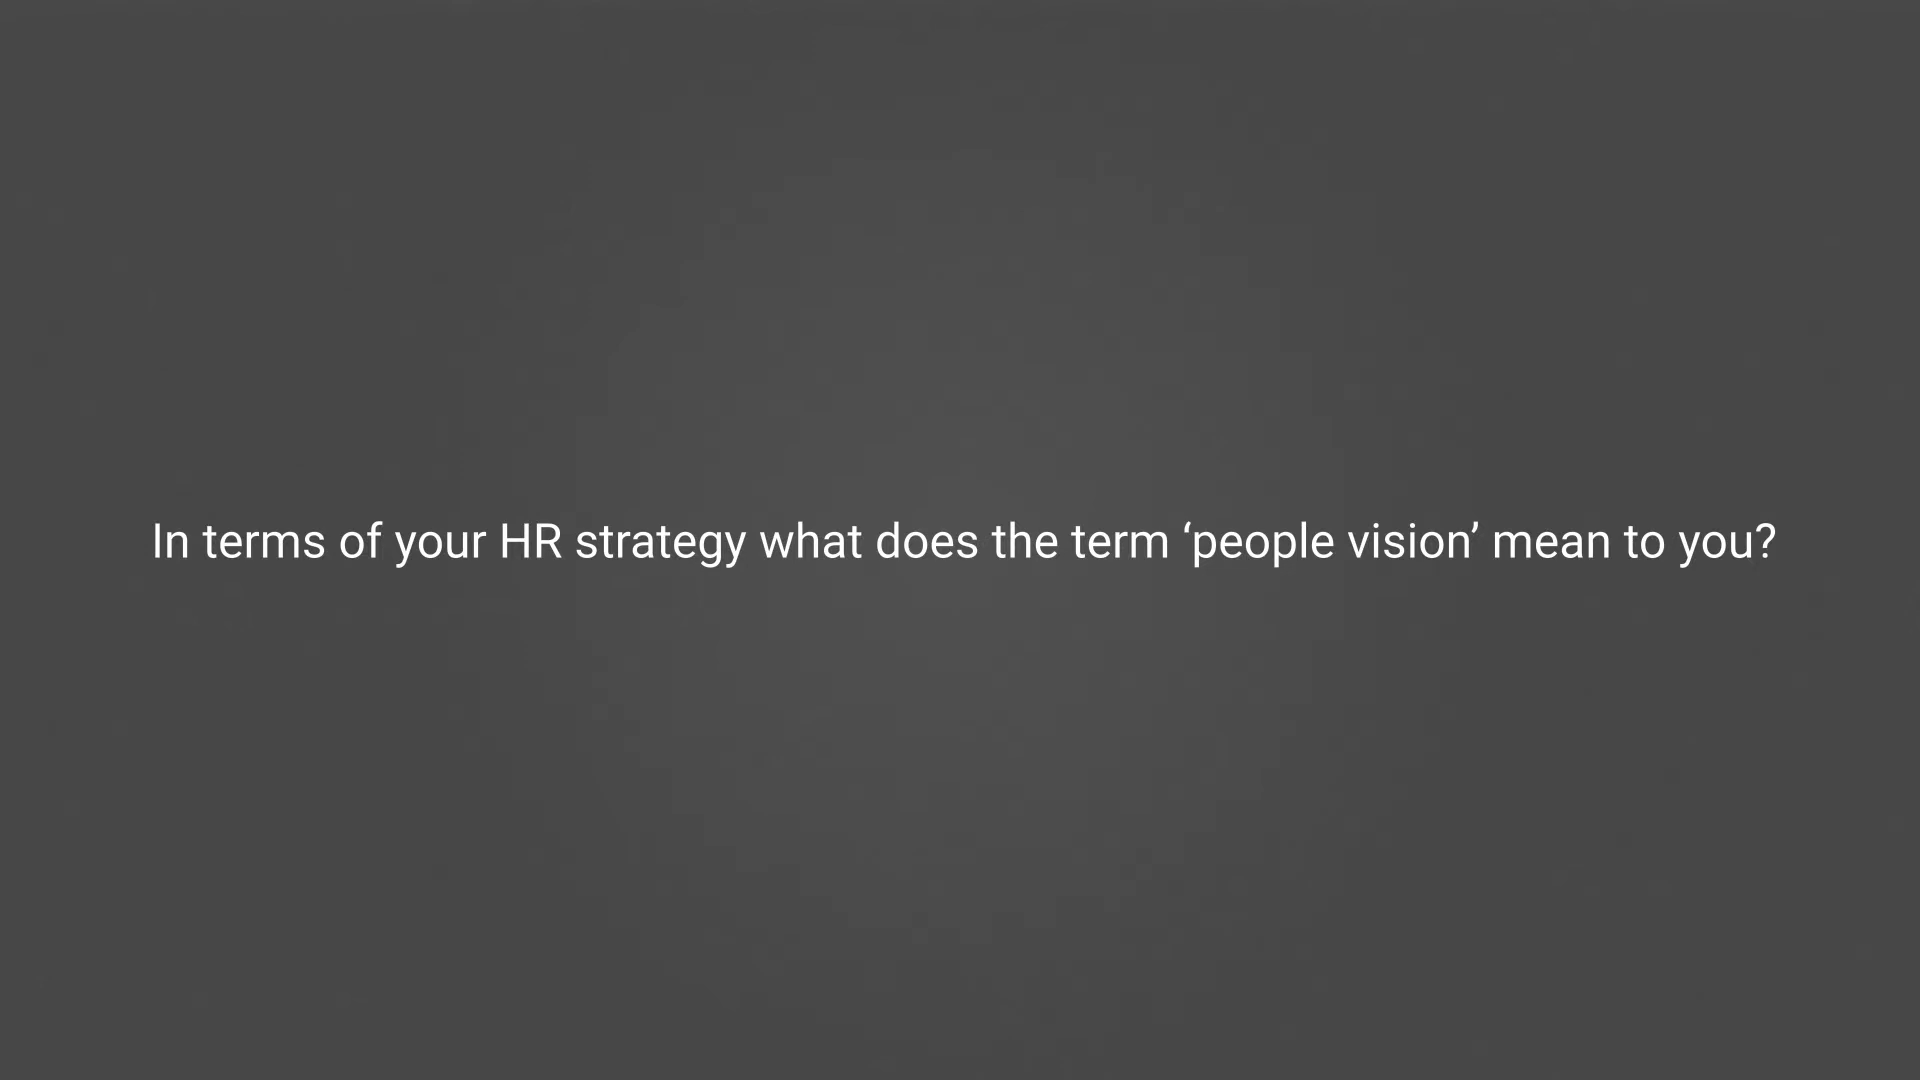 In terms of your HR strategy what does the term ‘people vision’ mean to you?